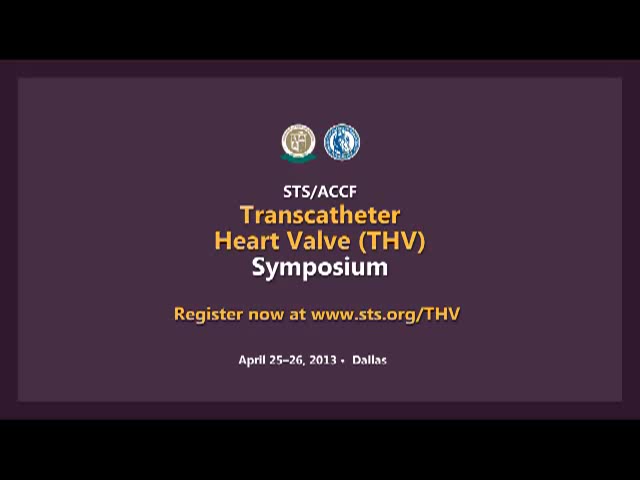 STS/ACCF
Transcatheter
Heart Valve (THV)
Symposium
Register now at www.sts.org/THV
April 25–26, 2013 • Dallas